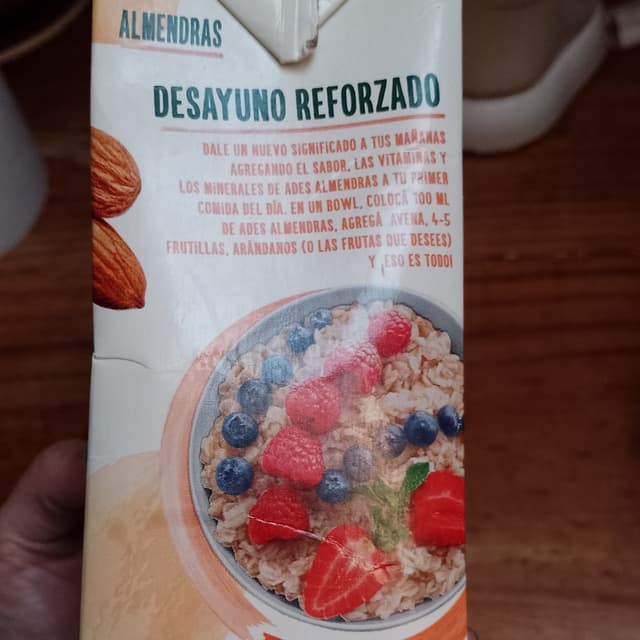 ALMENDRAS
DESAYUNO REFORZADO
DALE UN NUEVO SIGNIFICADO A TUS MAÑANAS
AGREGANDO EL SABOR, LAS VITAMINAS Y
LOS MINERALES DE ADES ALMENDRAS A TU PRIMER
COMIDA DEL DÍA. EN UN BOWL, COLOCÁ 100 ML
DE ADES ALMENDRAS, AGREGÁ AVENA, 4-5
FRUTILLAS, ARÁNDANOS (O LAS FRUTAS QUE DESEES)
Y ¡ESO ES TODO!